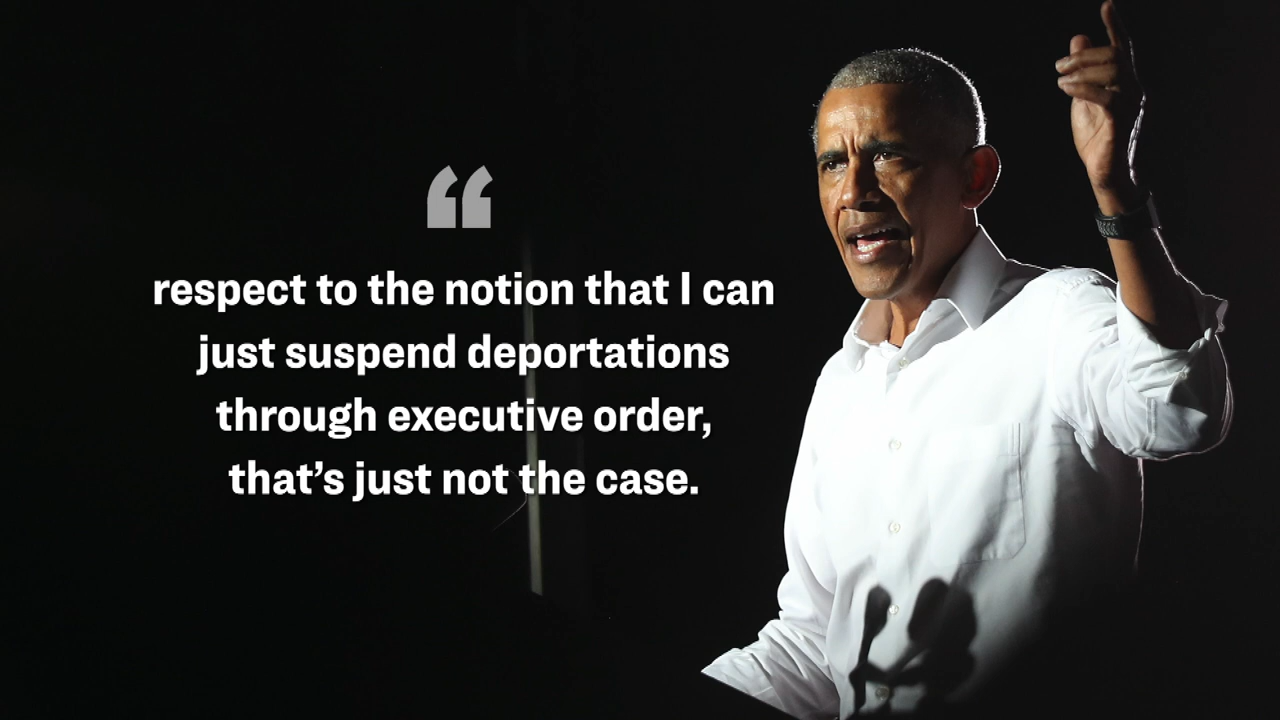 “
respect to the notion that I can
just suspend deportations
through executive order,
that’s just not the case.